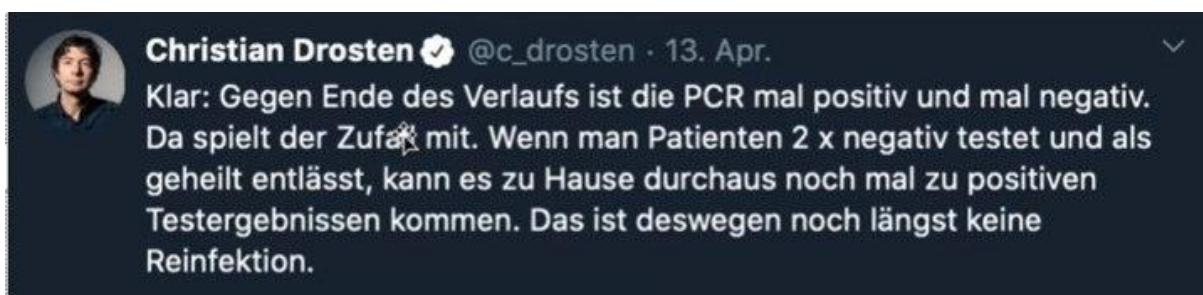 Christian Drosten @c_drosten · 13. Apr.
Klar: Gegen Ende des Verlaufs ist die PCR mal positiv und mal negativ.
Da spielt der Zufall mit. Wenn man Patienten 2 x negativ testet und als
geheilt entlässt, kann es zu Hause durchaus noch mal zu positiven
Testergebnissen kommen. Das ist deswegen noch längst keine
Reinfektion.